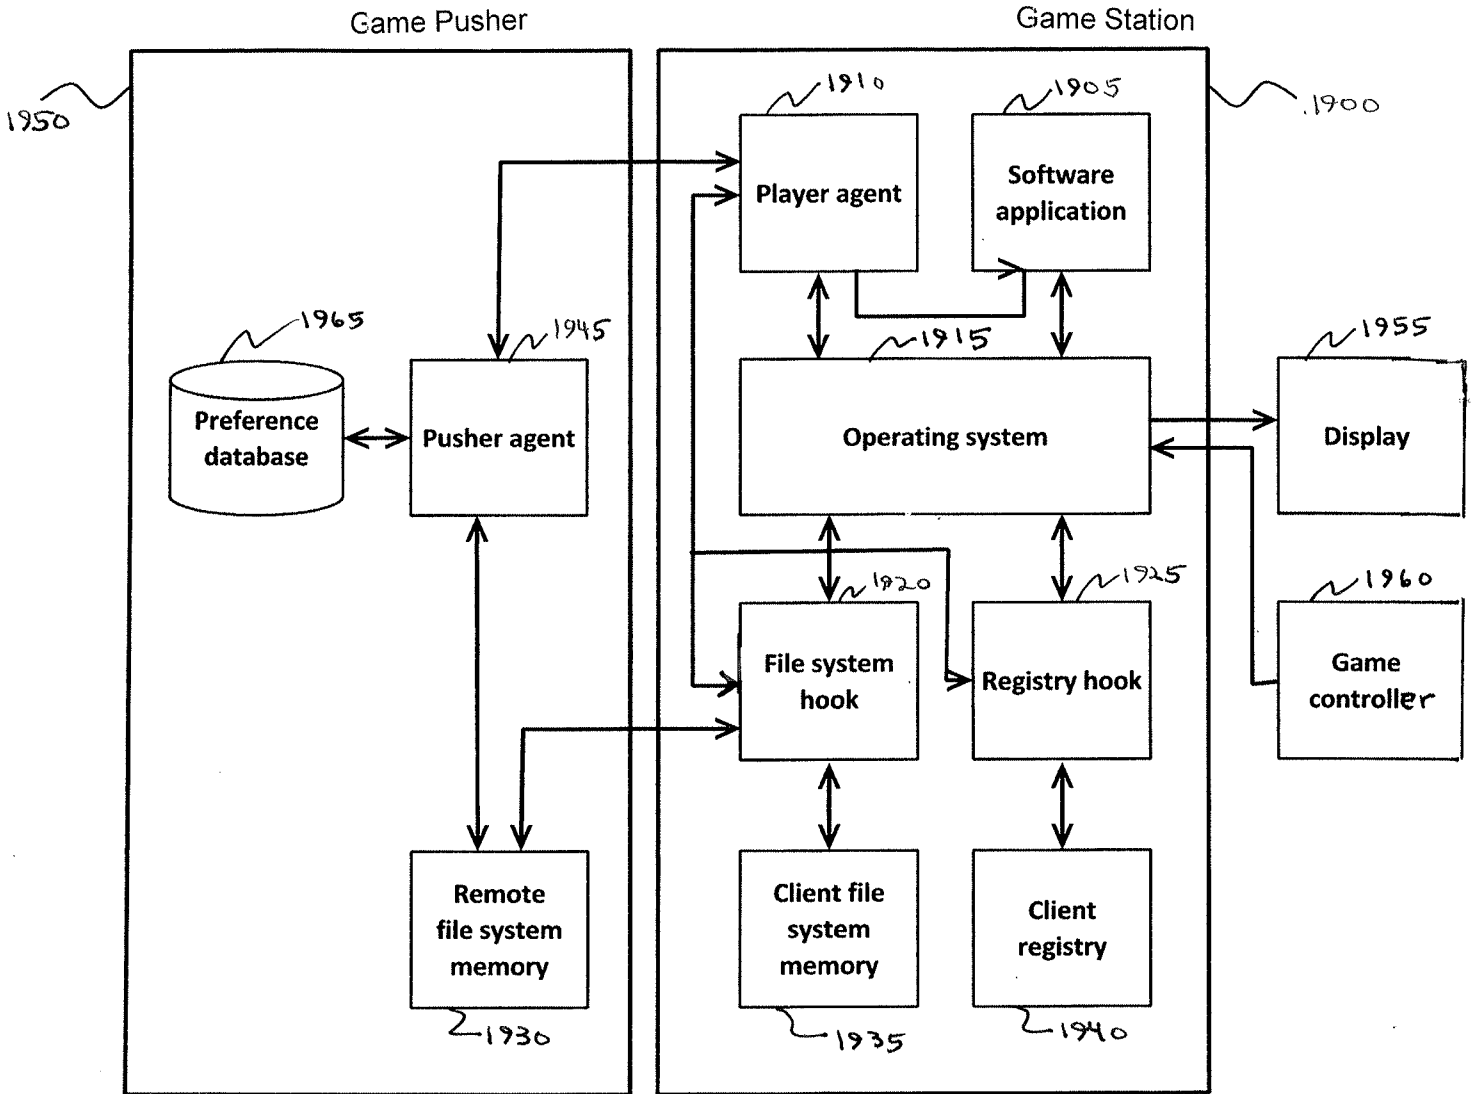 Game Pusher
Game Station
1950
1910
1905
.1900
Player agent
Software
application
1965
1945
1915
1955
Preference
database
Pusher agent
Operating system
Display
1920
1925
1960
File system
hook
Registry hook
Game
controller
Remote
file system
memory
Client file
system
memory
Client
registry
1930
1935
1940